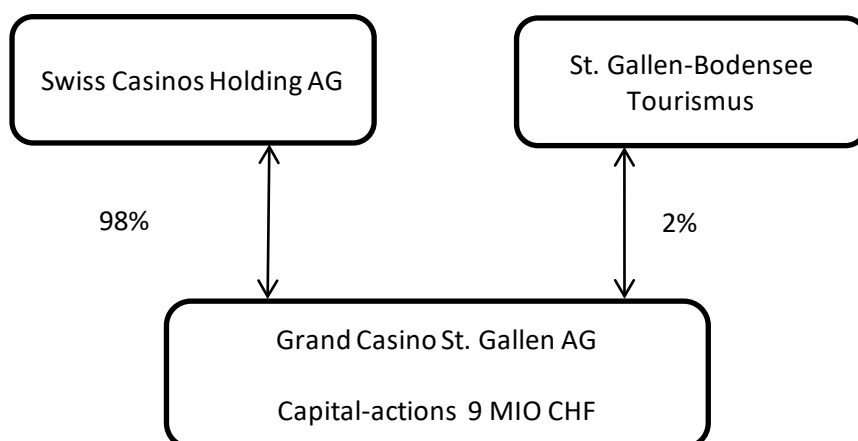 Swiss Casinos Holding AG
St. Gallen-Bodensee
Tourismus
98%
2%
Grand Casino St. Gallen AG
Capital-actions 9 MIO CHF